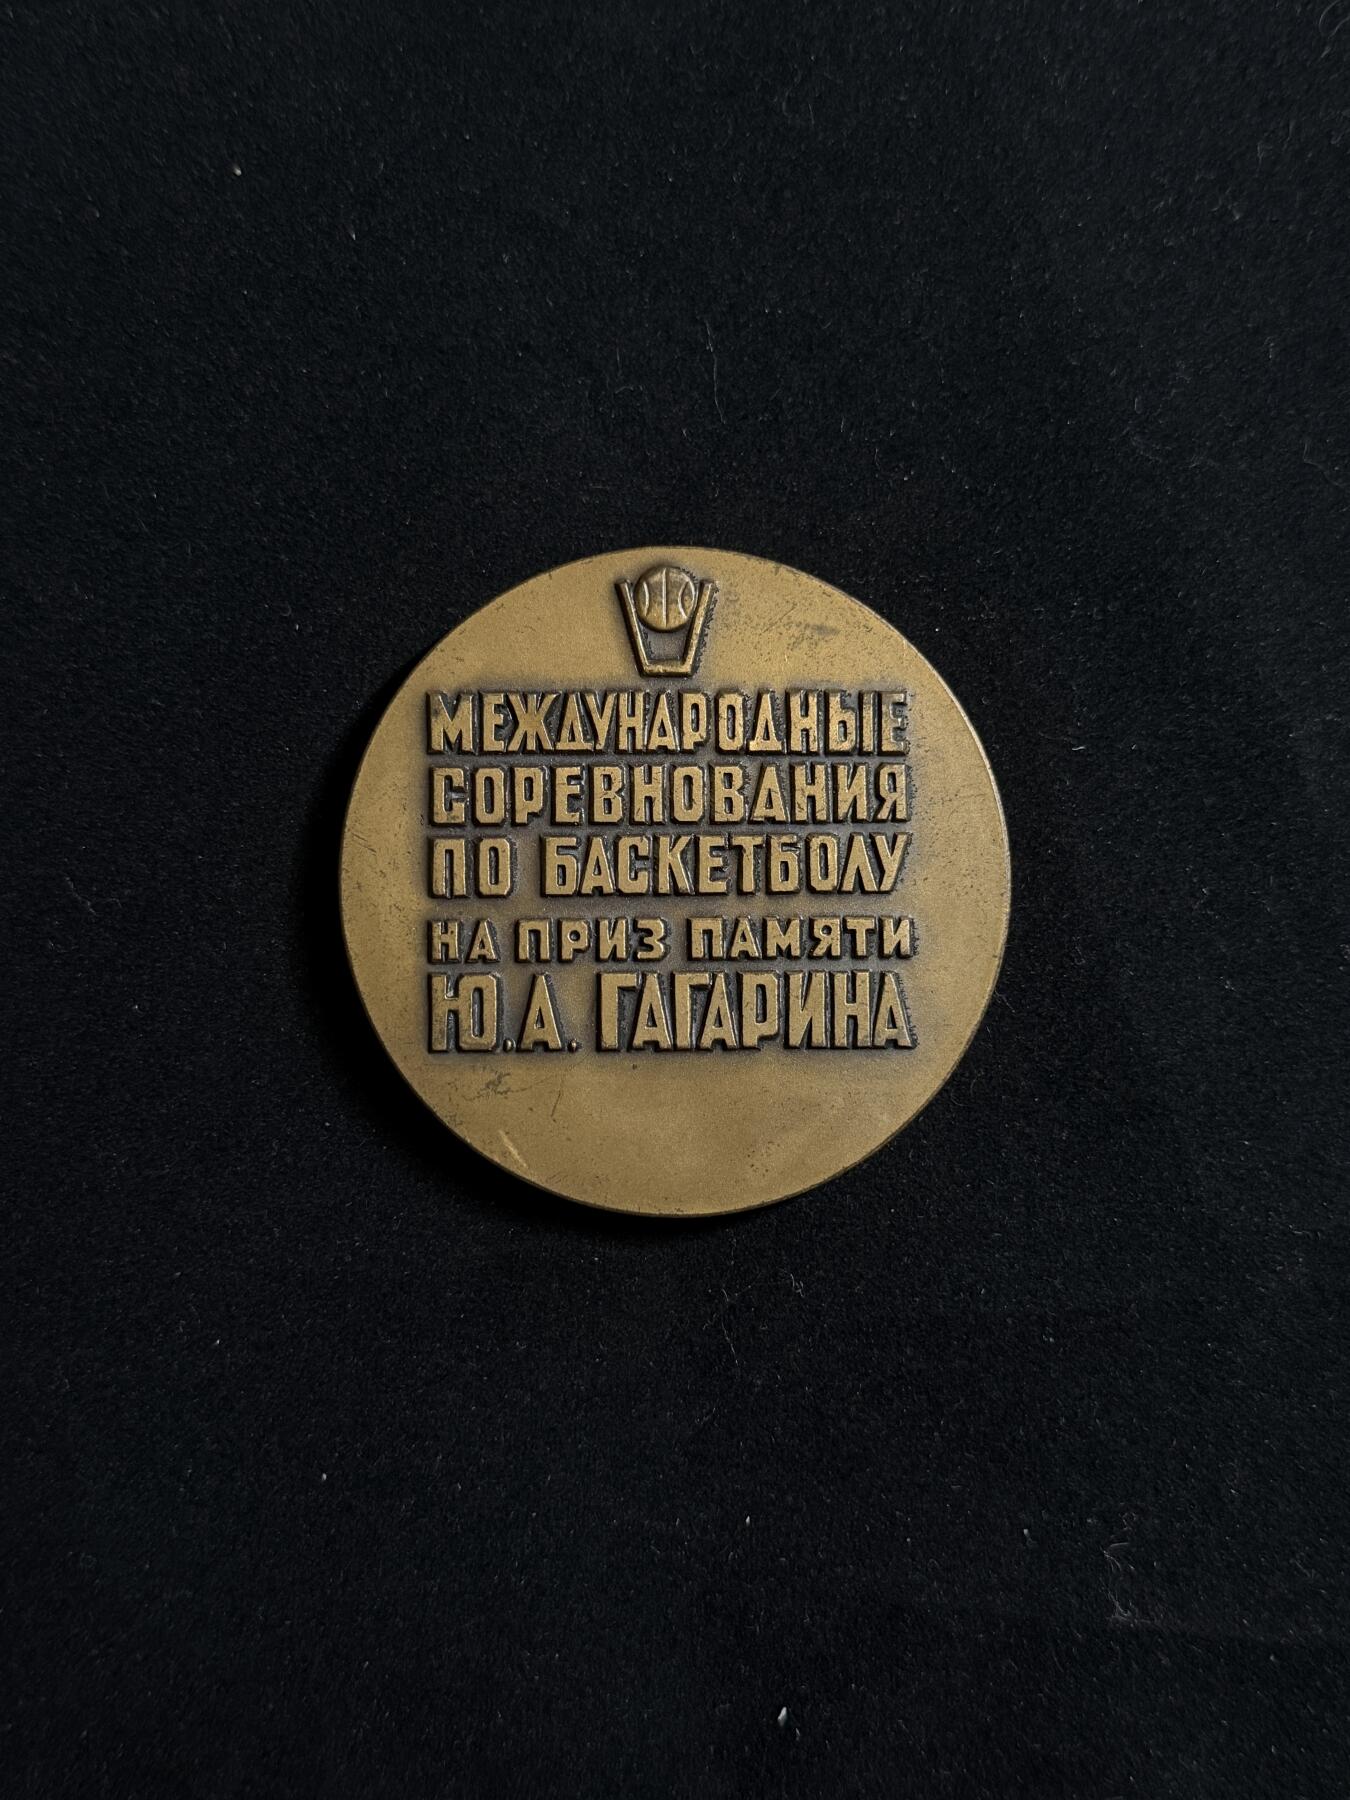 МЕЖДУНАРОДНЫЕ
СОРЕВНОВАНИЯ
ПО БАСКЕТБОЛУ
НА ПРИЗ ПАМЯТИ
Ю.А. ГАГАРИНА